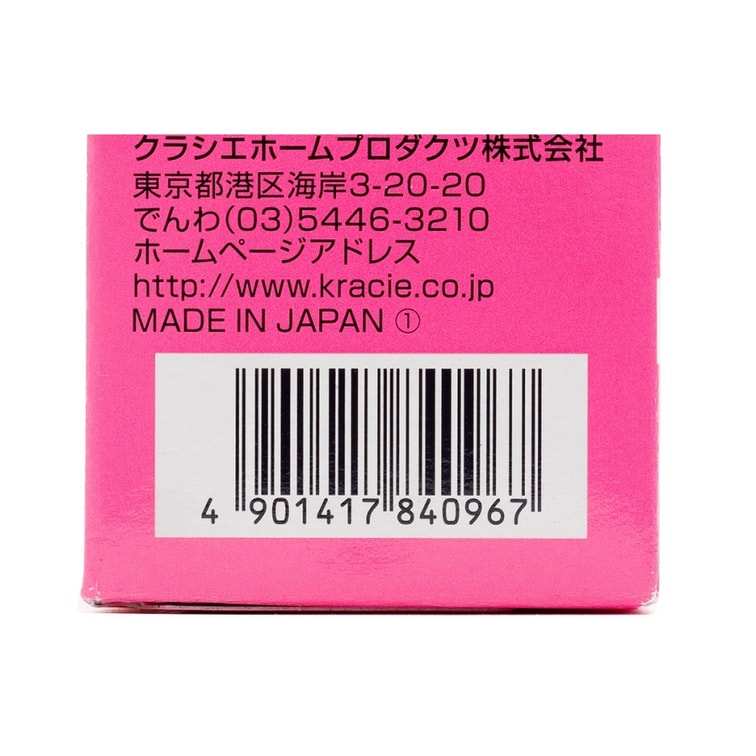 クラシエホームプロダクツ株式会社
東京都港区海岸3-20-20
でんわ(03)5446-3210
ホームページアドレス
http://www.kracie.co.jp
MADE IN JAPAN ①
4 901417 840967